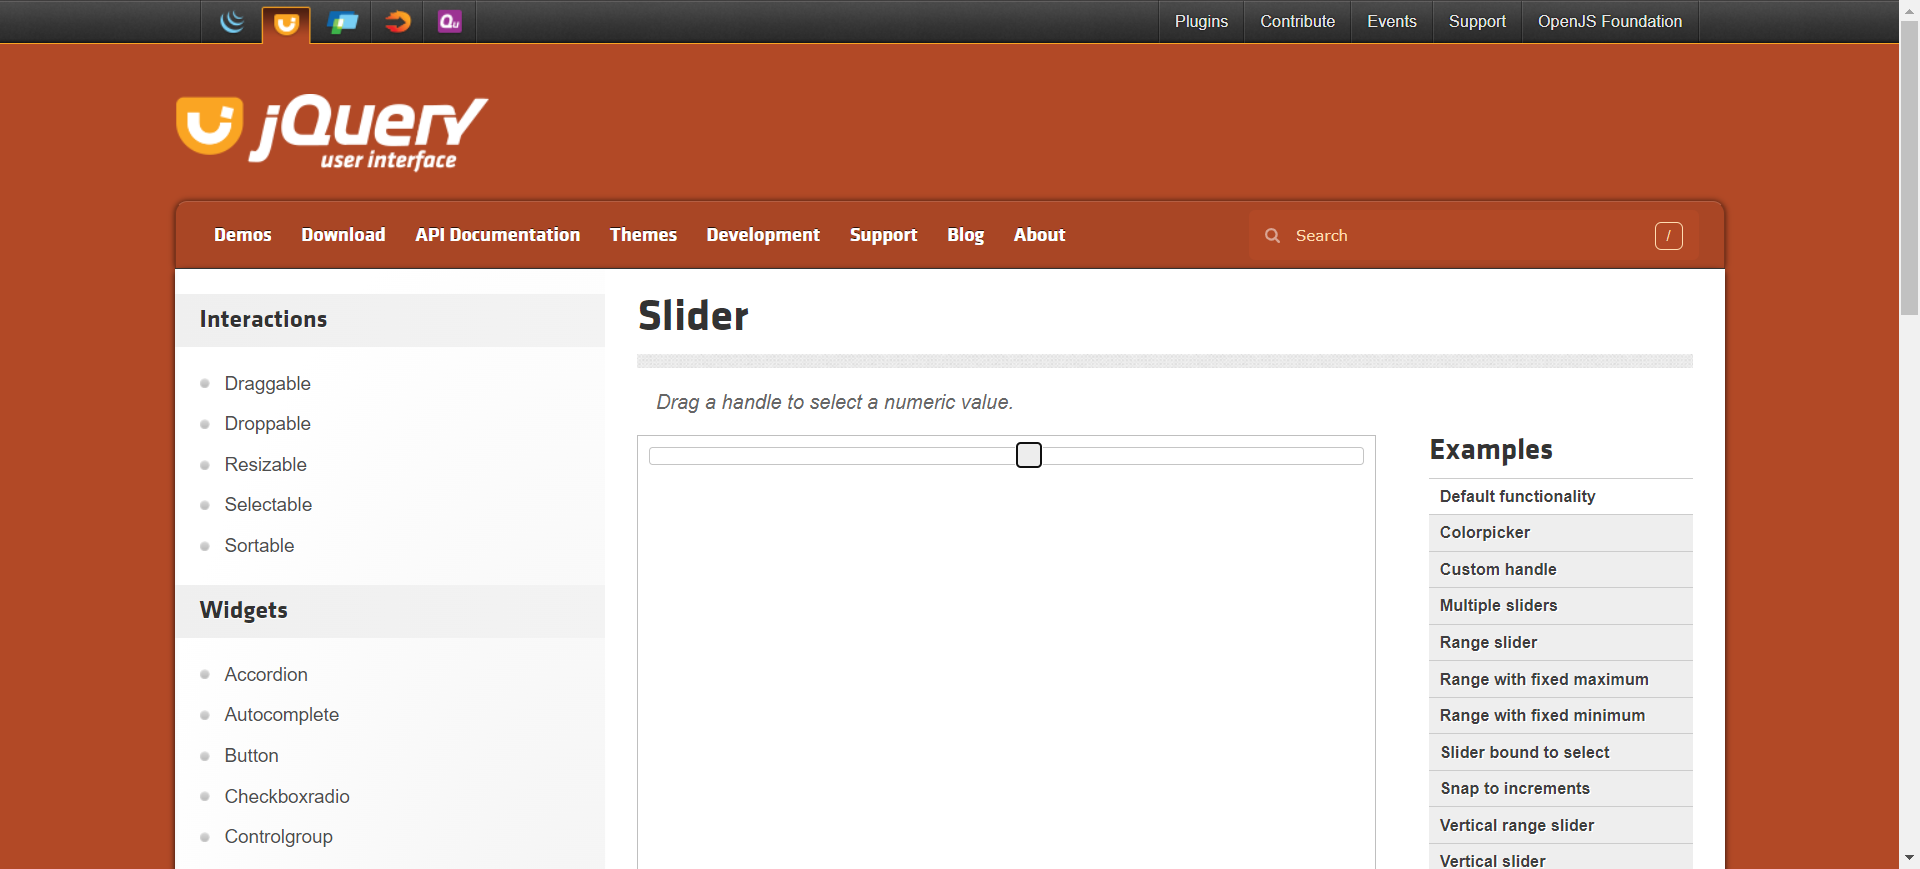 Qu
Plugins
Contribute
Events
Support
OpenJS Foundation
jQuery
user interface
Demos
Download
API Documentation
Themes
Development
Support
Blog
About
Search
/
Interactions
Draggable
Droppable
Resizable
Selectable
Sortable
Widgets
Accordion
Autocomplete
Button
Checkboxradio
Controlgroup
Slider
Drag a handle to select a numeric value.
Examples
Default functionality
Colorpicker
Custom handle
Multiple sliders
Range slider
Range with fixed maximum
Range with fixed minimum
Slider bound to select
Snap to increments
Vertical range slider
Vertical slider